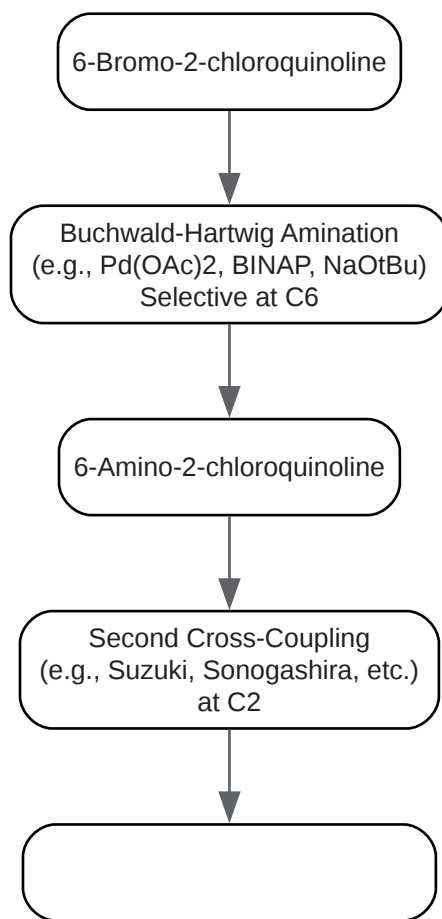 6-Bromo-2-chloroquinoline
Buchwald-Hartwig Amination
(e.g., Pd(OAc)2, BINAP, NaOtBu)
Selective at C6
6-Amino-2-chloroquinoline
Second Cross-Coupling
(e.g., Suzuki, Sonogashira, etc.)
at C2